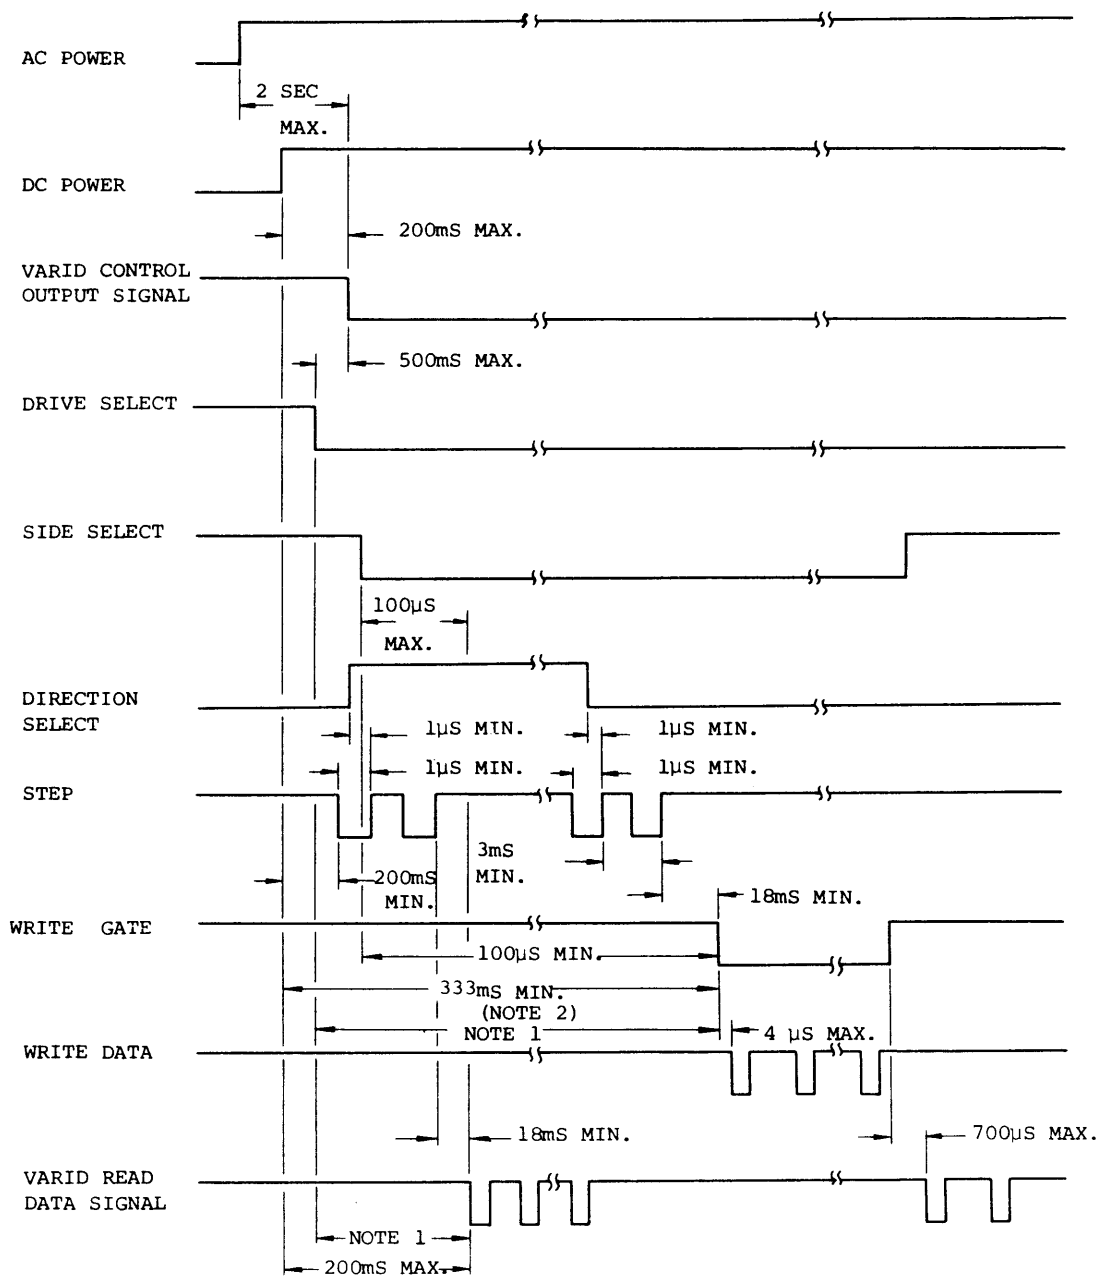 AC POWER
2 SEC
MAX.
DC POWER
200mS MAX.
VARID CONTROL
OUTPUT SIGNAL
500mS MAX.
DRIVE SELECT
SIDE SELECT
100µS
MAX.
DIRECTION
SELECT
1µS MIN.
1µS MIN.
1µS MIN.
1µS MIN.
STEP
200mS
MIN.
3mS
MIN.
18mS MIN.
WRITE GATE
100µS MIN.
333mS MIN.
(NOTE 2)
NOTE 1
4 µS MAX.
WRITE DATA
18mS MIN.
700µS MAX.
VARID READ
DATA SIGNAL
NOTE 1
200mS MAX.